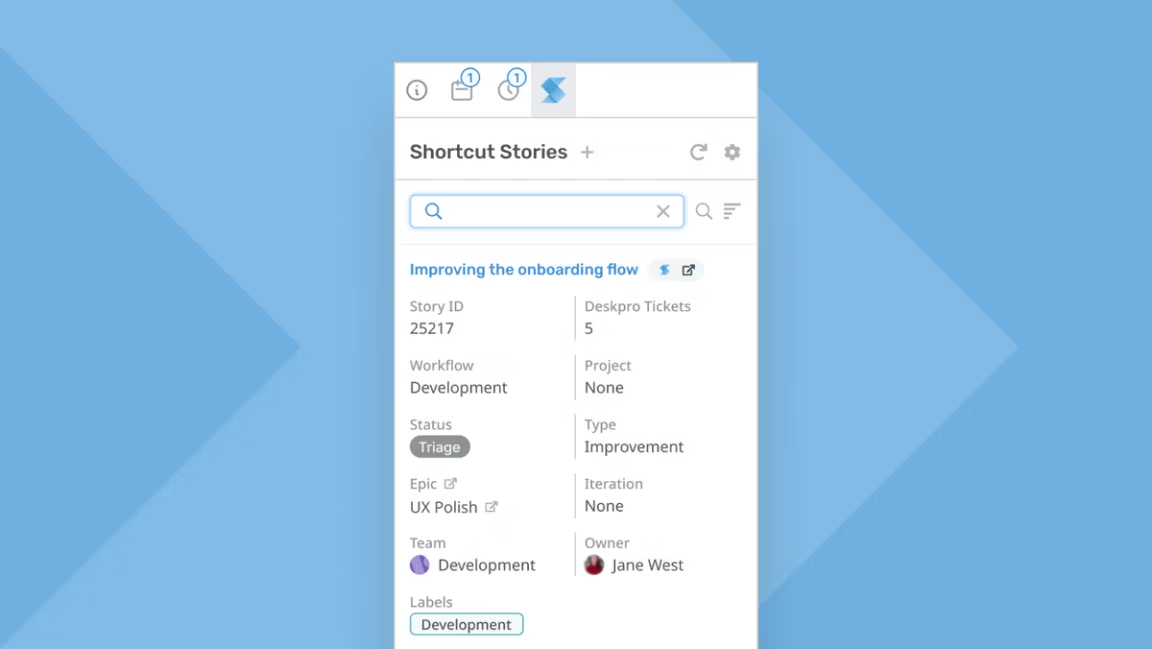 1 1
Shortcut Stories
Improving the onboarding flow
Story ID Deskpro Tickets
25217 5
Workflow Project
Development None
Status Type
Triage Improvement
Epic Iteration
UX Polish None
Team Owner
Development Jane West
Labels
Development